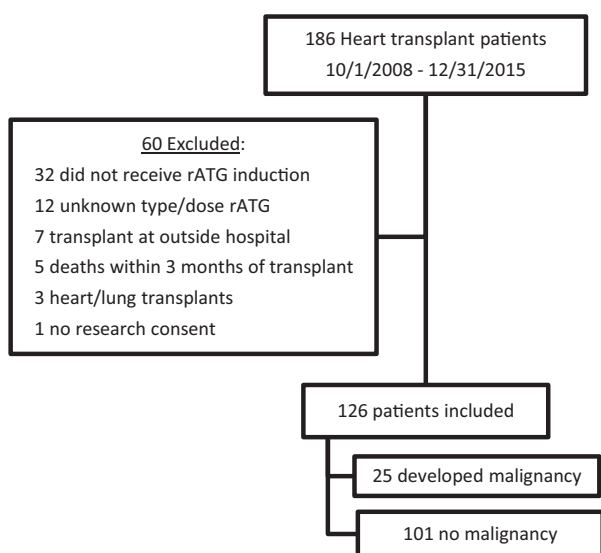 186 Heart transplant patients
10/1/2008 - 12/31/2015
60 Excluded:
32 did not receive rATG induction
12 unknown type/dose rATG
7 transplant at outside hospital
5 deaths within 3 months of transplant
3 heart/lung transplants
1 no research consent
126 patients included
25 developed malignancy
101 no malignancy